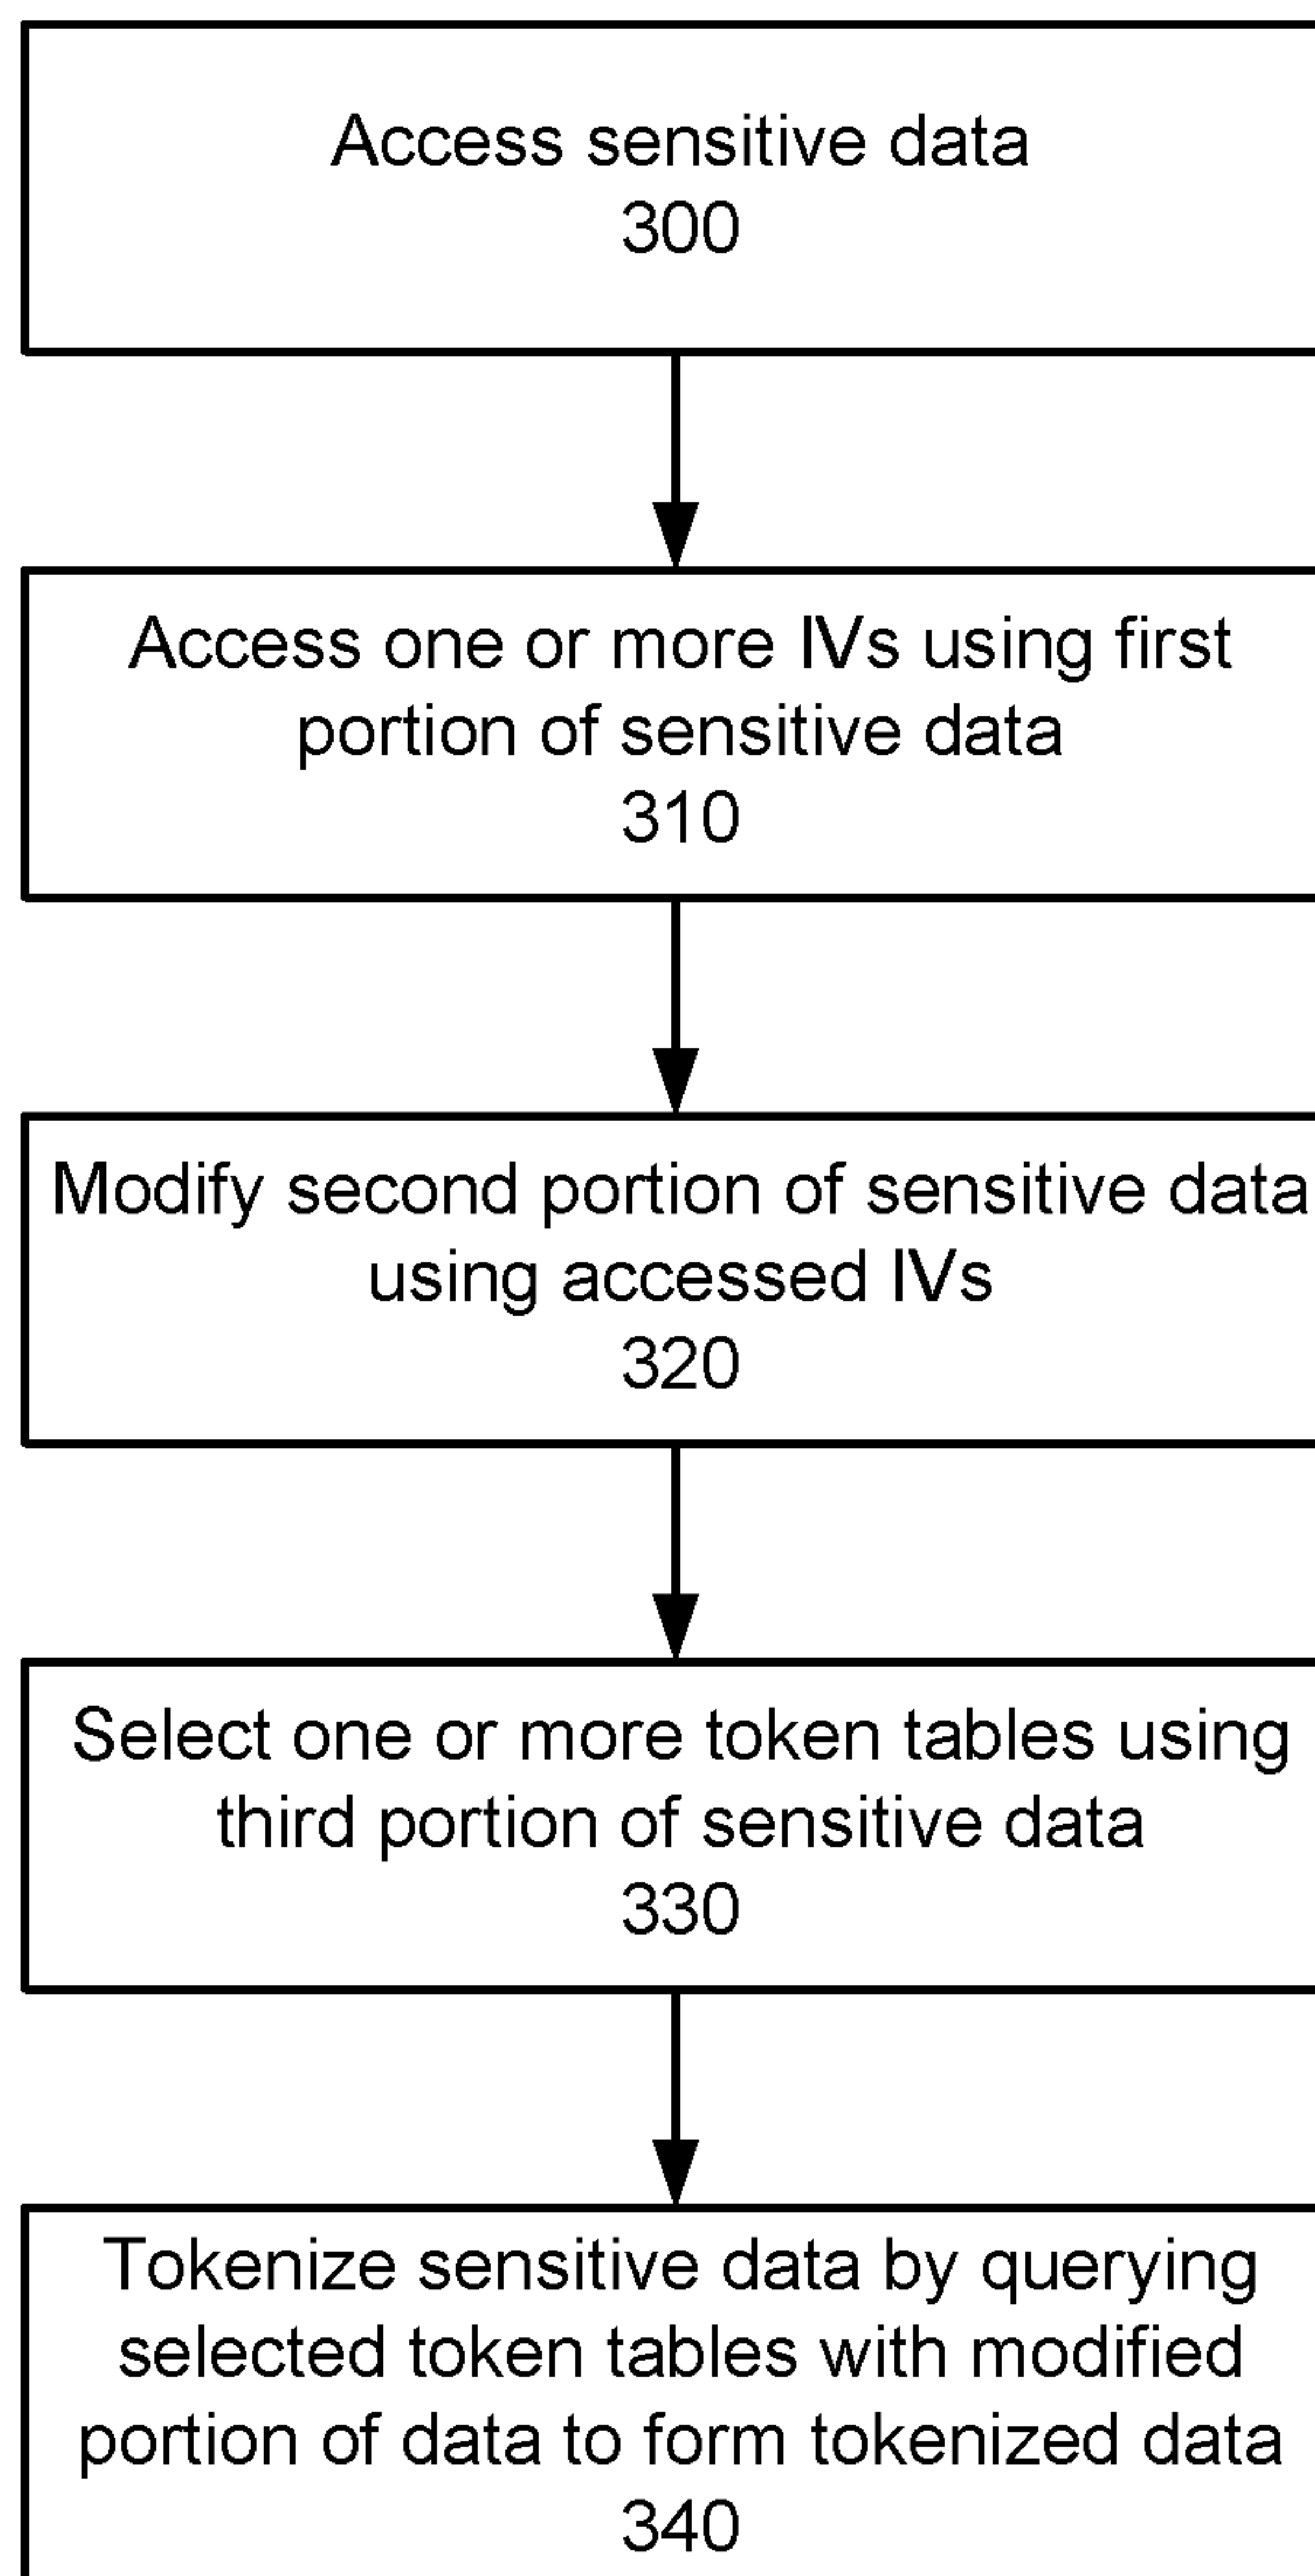 Access sensitive data
300
Access one or more IVs using first
portion of sensitive data
310
Modify second portion of sensitive data
using accessed IVs
320
Select one or more token tables using
third portion of sensitive data
330
Tokenize sensitive data by querying
selected token tables with modified
portion of data to form tokenized data
340